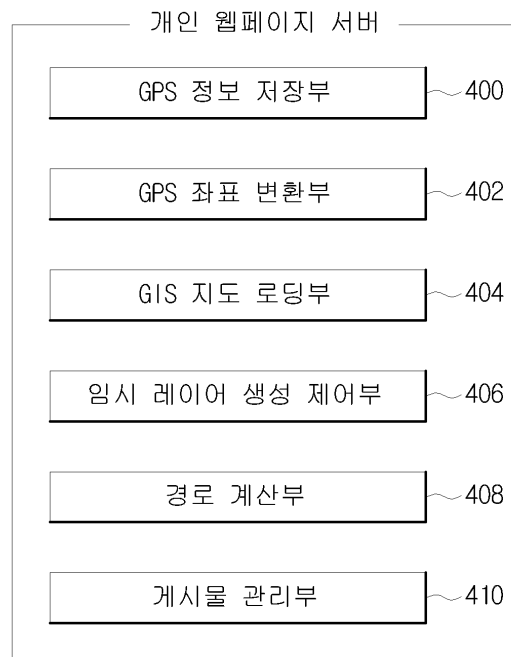 개인 웹페이지 서버
GPS 정보 저장부 400
GPS 좌표 변환부 402
GIS 지도 로딩부 404
임시 레이어 생성 제어부 406
경로 계산부 408
게시물 관리부 410